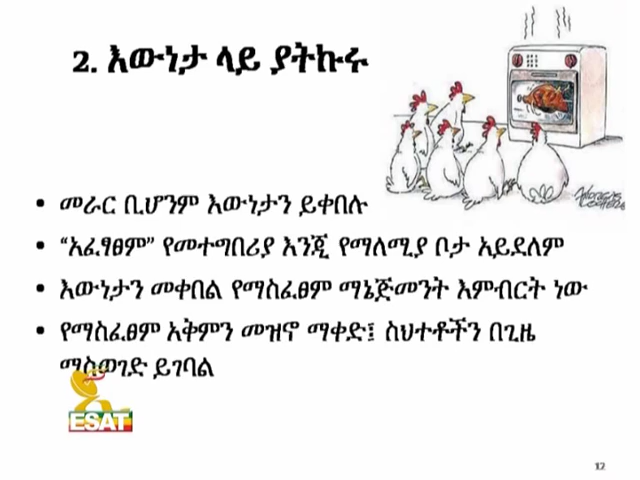 2. እውነታ ላይ ያትኩሩ
• መራር ቢሆንም እውነታን ይቀበሉ
• “አፈፃፀም” የመተግበሪያ እንጂ የማለሚያ ቦታ አይደለም
• እውነታን መቀበል የማስፈፀም ማኔጅመንት እምብርት ነው
• የማስፈፀም አቅምን መዝኖ ማቀድ፤ ስህተቶችን በጊዜ
ማስወገድ ይገባል
ESAT
12